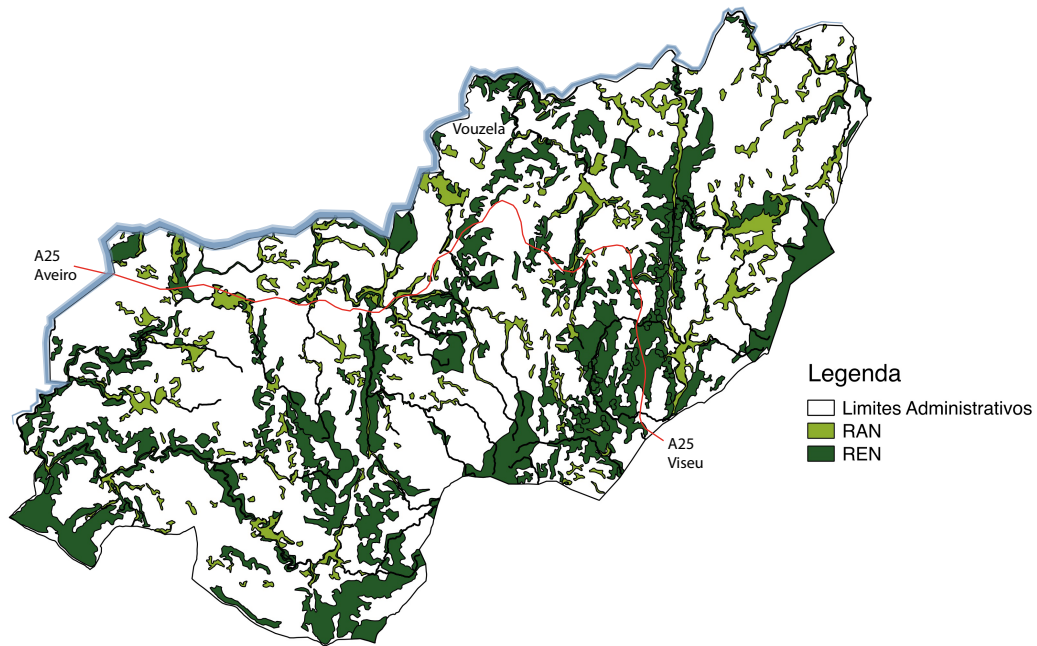 Vouzela
A25
Aveiro
Legenda
Limites Administrativos
RAN
REN
A25
Viseu